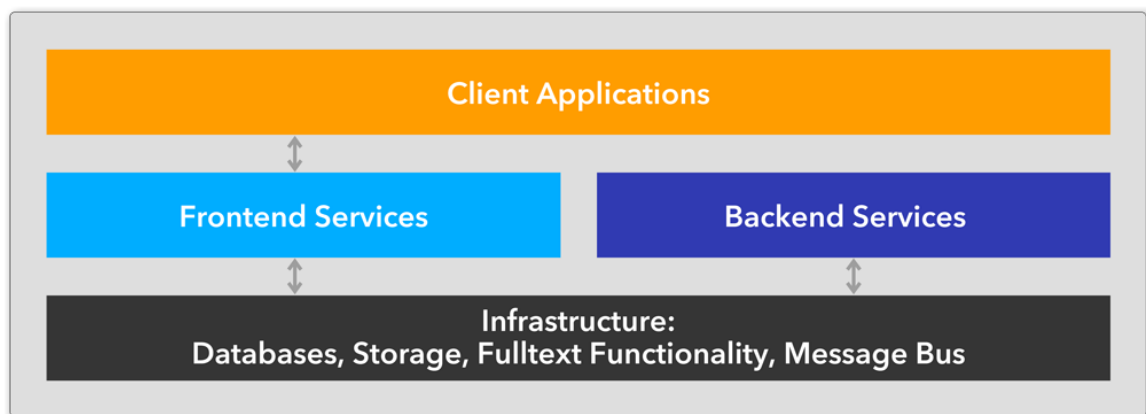 Client Applications
Frontend Services
Backend Services
Infrastructure:
Databases, Storage, Fulltext Functionality, Message Bus